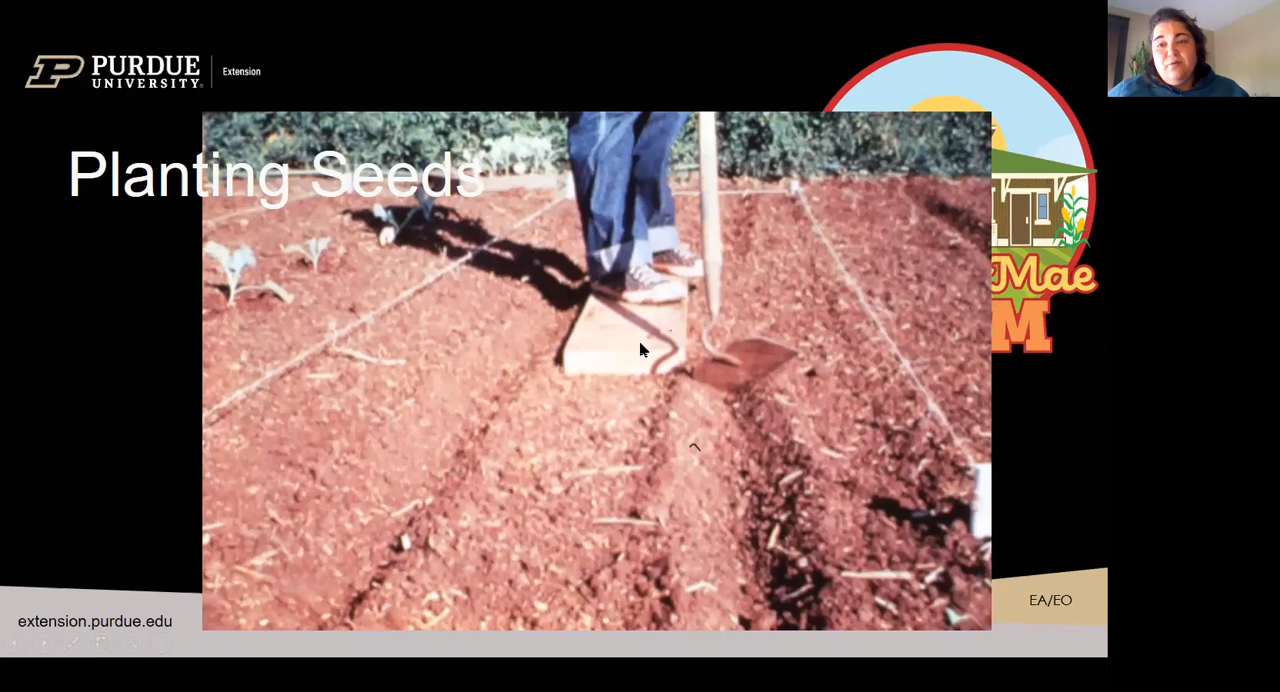 PURDUE
UNIVERSITY
Extension
Planting Seeds
Mae
M
extension.purdue.edu
EA/EO